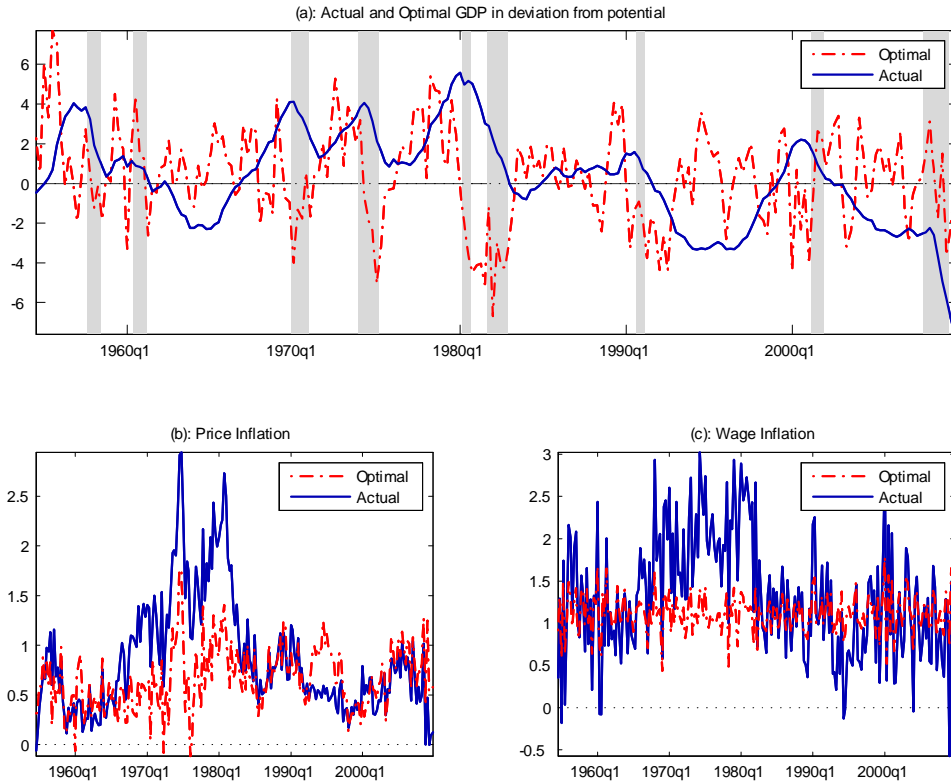 (a): Actual and Optimal GDP in deviation from potential
Optimal
Actual
6
4
2
0
-2
-4
-6
1960q1
1970q1
1980q1
1990q1
2000q1
(b): Price Inflation
Optimal
Actual
2.5
2
1.5
1
0.5
0
1960q1
1970q1
1980q1
1990q1
2000q1
(c): Wage Inflation
Optimal
Actual
3
2.5
2
1.5
1
0.5
0
-0.5
1960q1
1970q1
1980q1
1990q1
2000q1